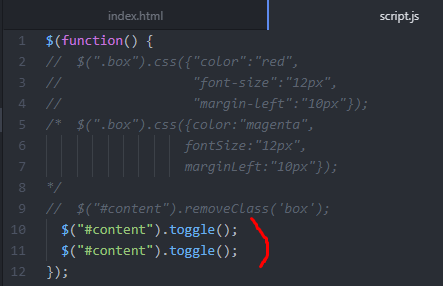 index.html
script.js
1 $(function() {
2 //  $(".box").css({"color":"red",
3 //                 "font-size":"12px",
4 //                 "margin-left":"10px"});
5 /*  $(".box").css({color:"magenta",
6                   fontSize:"12px",
7                   marginLeft:"10px"});
8 */
9 //  $("#content").removeClass('box');
10   $("#content").toggle();
11   $("#content").toggle();
12 });